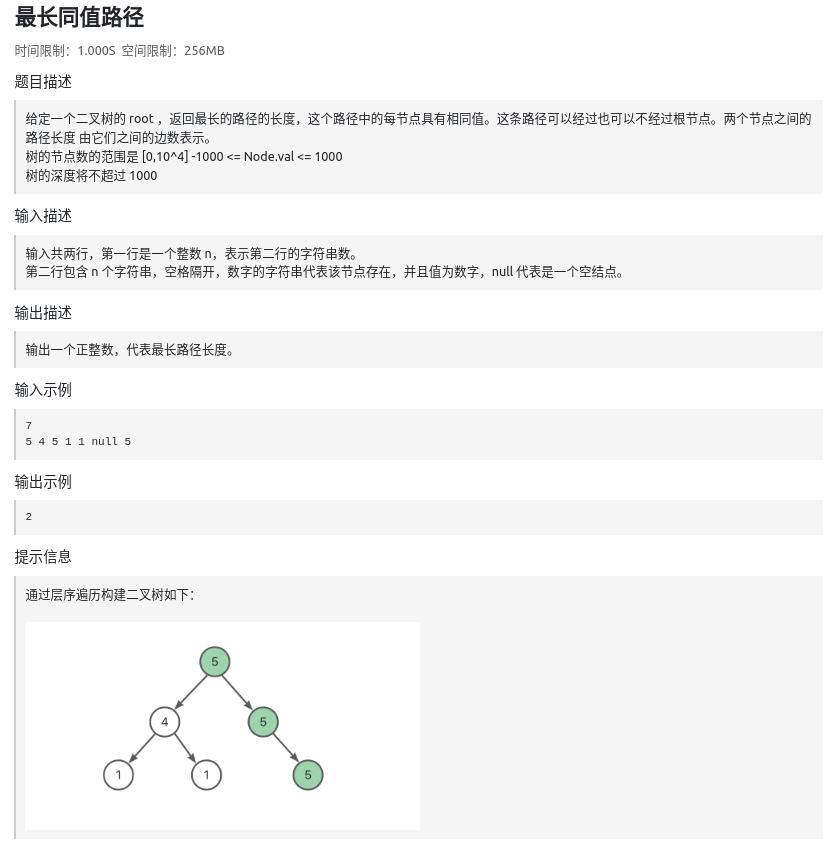 最长同值路径
时间限制：1.000S 空间限制：256MB
题目描述
给定一个二叉树的 root ，返回最长的路径的长度，这个路径中的每节点具有相同值。这条路径可以经过也可以不经过根节点。两个节点之间的
路径长度 由它们之间的边数表示。
树的节点数的范围是 [0,10^4] -1000 <= Node.val <= 1000
树的深度将不超过 1000
输入描述
输入共两行，第一行是一个整数 n，表示第二行的字符串数。
第二行包含 n 个字符串，空格隔开，数字的字符串代表该节点存在，并且值为数字，null 代表是一个空结点。
输出描述
输出一个正整数，代表最长路径长度。
输入示例
7
5 4 5 1 1 null 5
输出示例
2
提示信息
通过层序遍历构建二叉树如下：
5
4 5
1 1 5